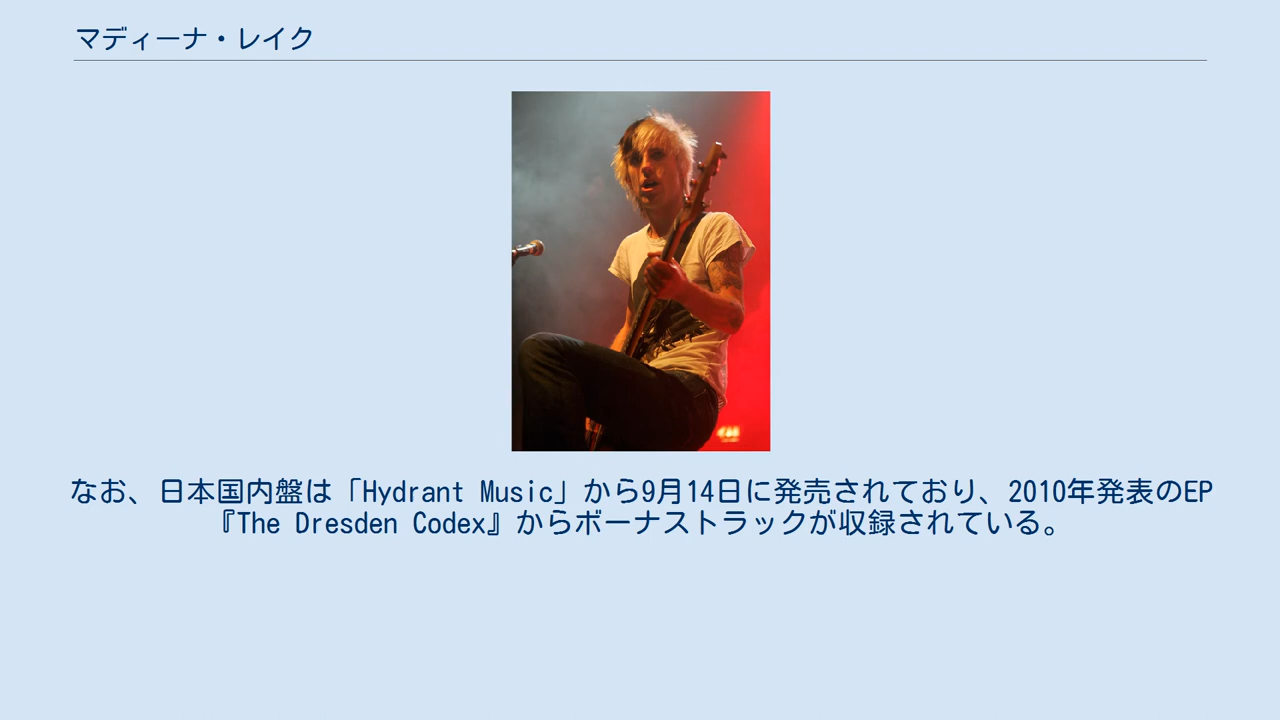 マディーナ・レイク
なお、日本国内盤は「Hydrant Music」から9月14日に発売されており、2010年発表のEP
『The Dresden Codex』からボーナストラックが収録されている。